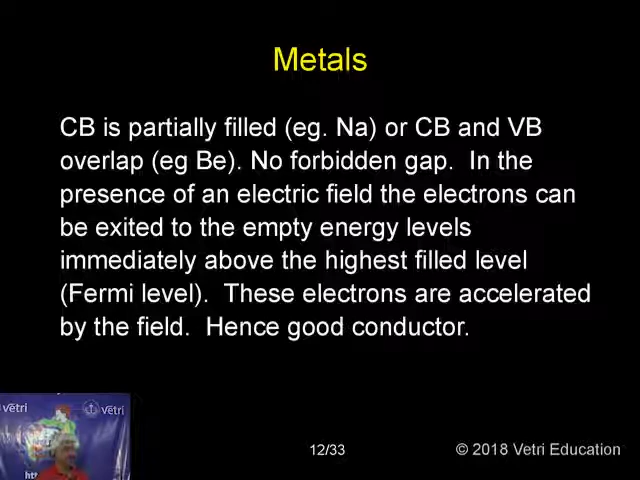 Metals
CB is partially filled (eg. Na) or CB and VB
overlap (eg Be). No forbidden gap. In the
presence of an electric field the electrons can
be exited to the empty energy levels
immediately above the highest filled level
(Fermi level). These electrons are accelerated
by the field. Hence good conductor.
vetri
Vetri
htt
12/33
© 2018 Vetri Education